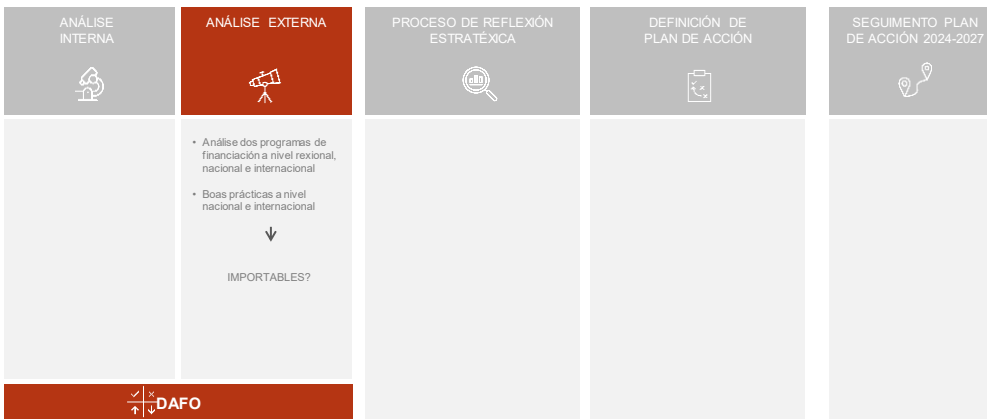 ANÁLISE
INTERNA
ANÁLISE EXTERNA
PROCESO DE REFLEXIÓN
ESTRATÉXICA
DEFINICIÓN DE
PLAN DE ACCIÓN
SEGUIMENTO PLAN
DE ACCIÓN 2024-2027
• Análise dos programas de
financiación a nivel rexional,
nacional e internacional
• Boas prácticas a nivel
nacional e internacional
IMPORTABLES?
DAFO